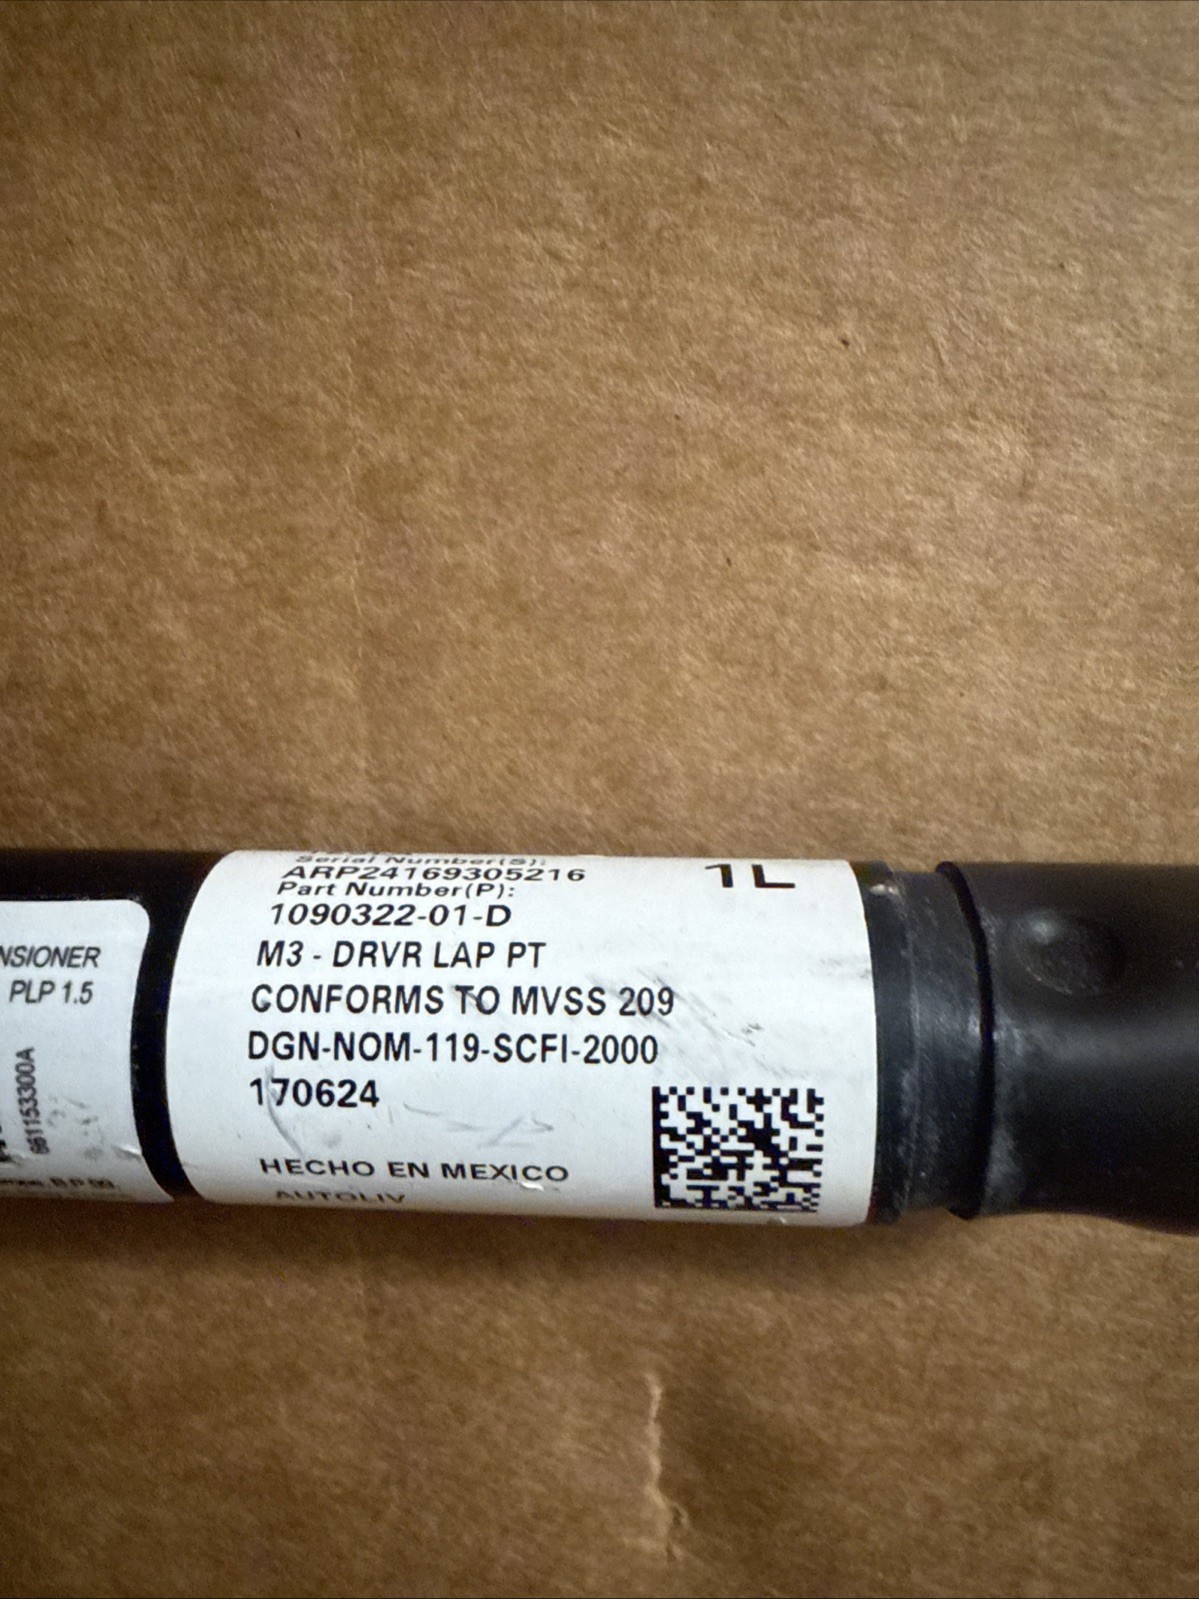 Serial Number(S):
ARP24169305216
1L
Part Number(P):
1090322-01-D
M3 - DRVR LAP PT
CONFORMS TO MVSS 209
DGN-NOM-119-SCFI-2000
170624
HECHO EN MEXICO
AUTOLIV
NSIONER
PLP 1.5
661153300A